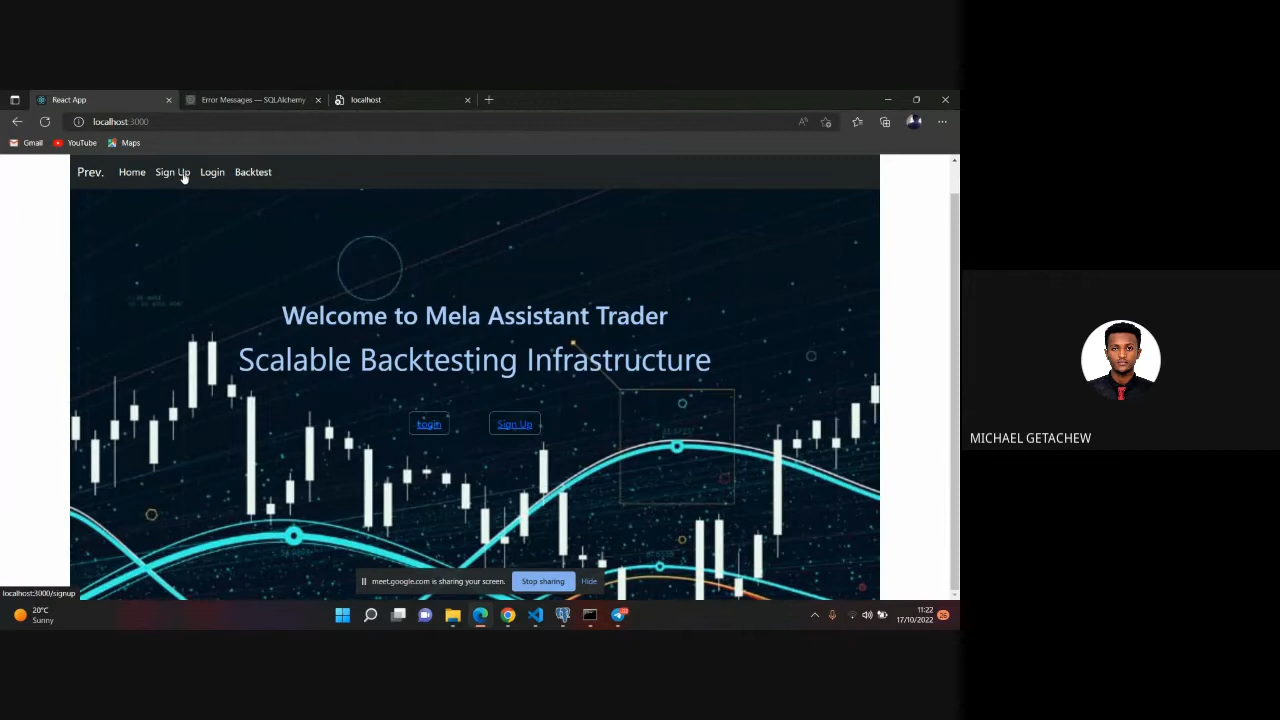 React App
Error Messages — SQLAlchemy
localhost
localhost:3000
Gmail
YouTube
Maps
Prev.
Home
Sign Up
Login
Backtest
Welcome to Mela Assistant Trader
Scalable Backtesting Infrastructure
Login
Sign Up
MICHAEL GETACHEW
meet.google.com is sharing your screen.
Stop sharing
Hide
localhost:3000/signup
20°C
Sunny
11:22
17/10/2022
26